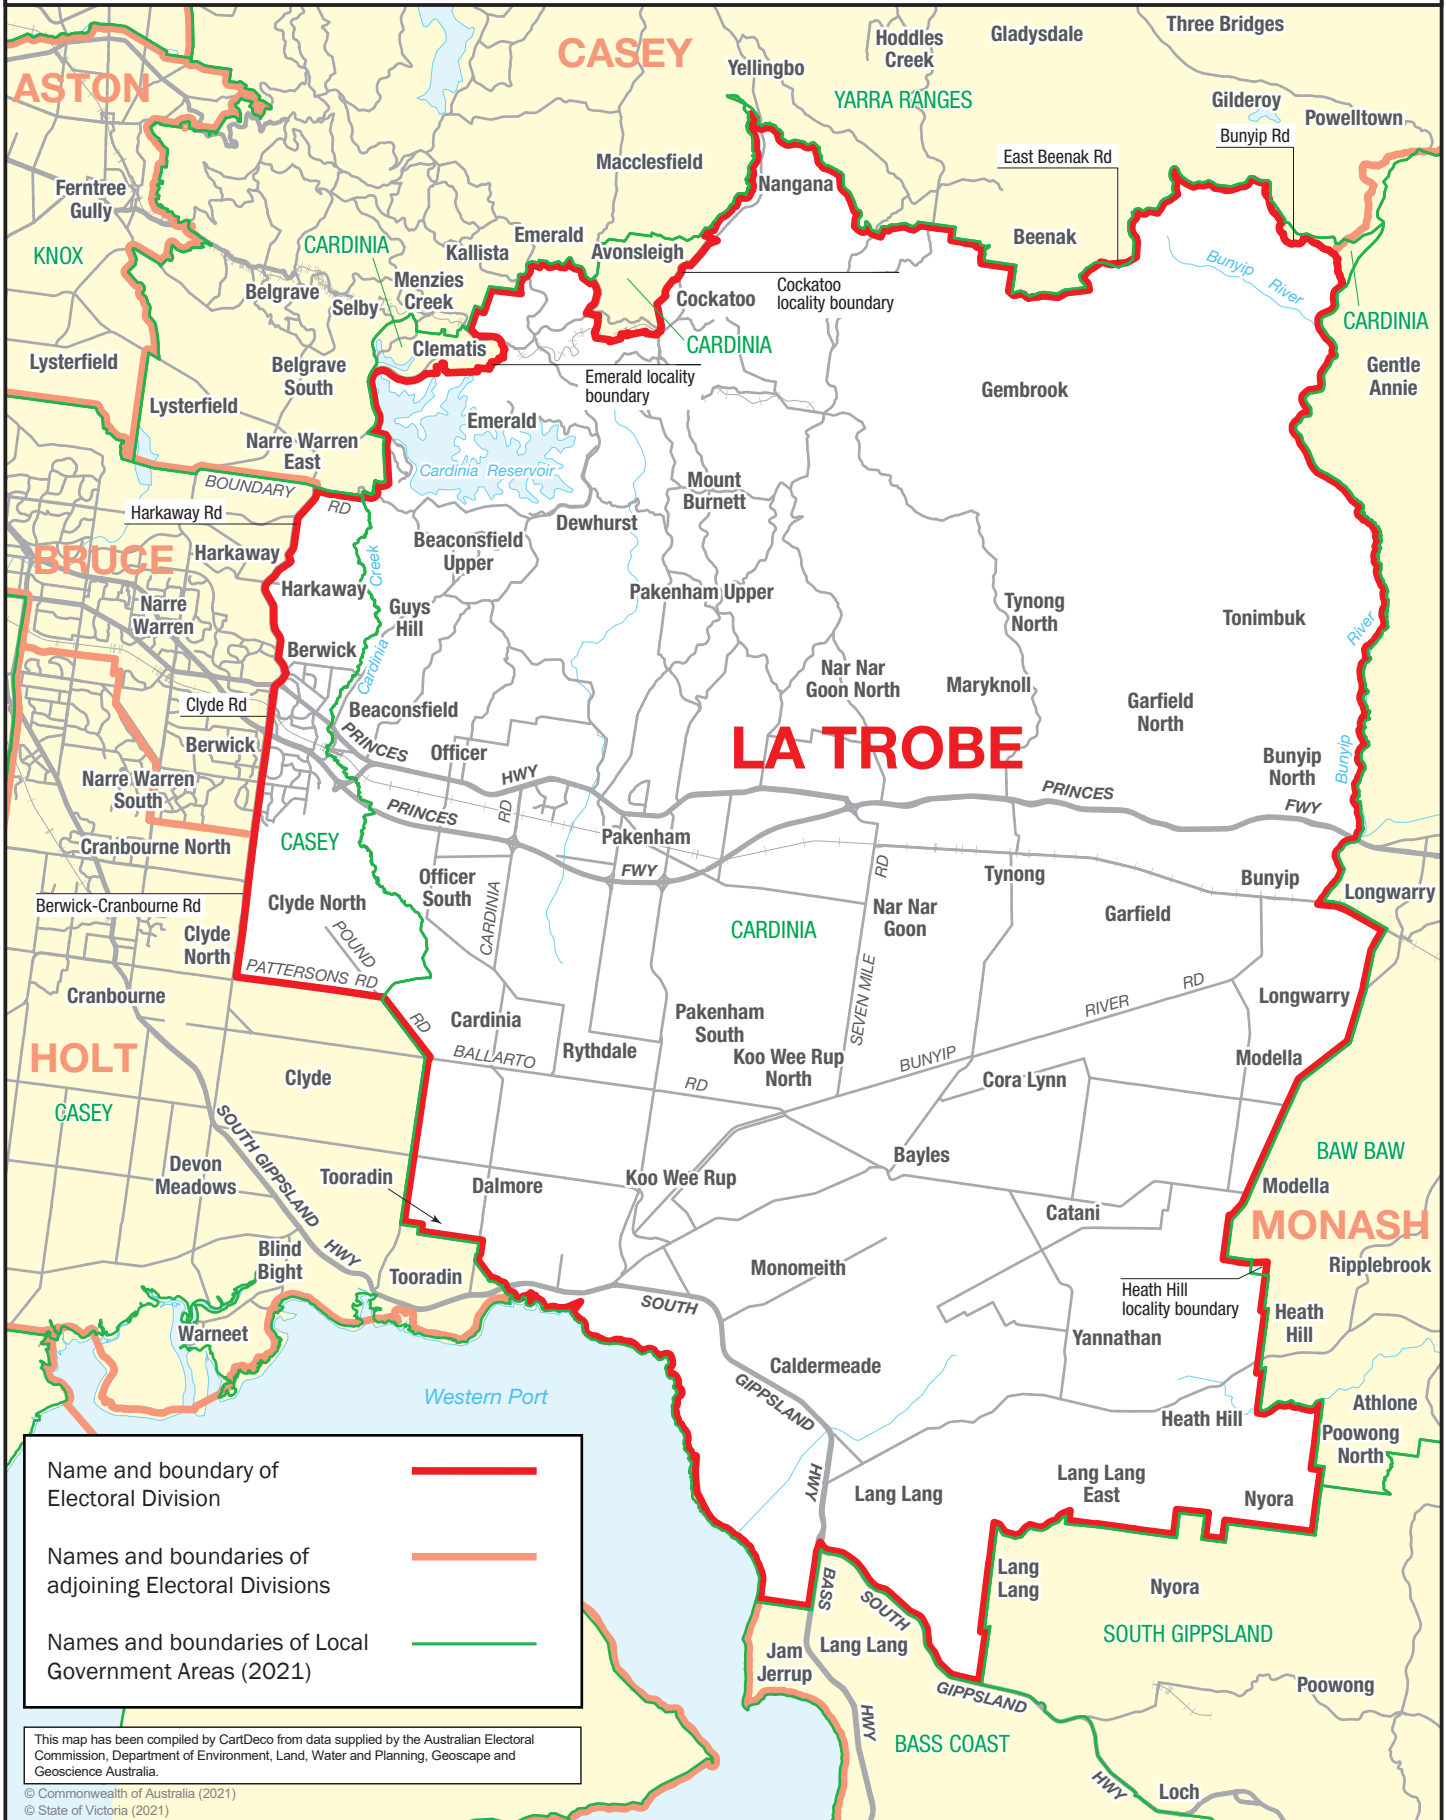 CASEY
Hoddles
Creek
Gladysdale
Three Bridges
ASTON
Yellingbo
YARRA RANGES
Gilderoy
Powelltown
Bunyip Rd
East Beenak Rd
Macclesfield
Nangana
Ferntree
Gully
KNOX
CARDINIA
Kallista
Emerald
Avonsleigh
Beenak
Bunyip
River
Belgrave
Selby
Menzies
Creek
Cockatoo
Cockatoo
locality boundary
CARDINIA
CARDINIA
Clematis
Lysterfield
Belgrave
South
Emerald locality
boundary
Gembrook
Gentle
Annie
Lysterfield
Emerald
Narre Warren
East
Cardinia Reservoir
BOUNDARY
RD
Mount
Burnett
Harkaway Rd
Dewhurst
BRUCE
Harkaway
Beaconsfield
Upper
Creek
Harkaway
Pakenham Upper
Narre
Warren
Guys
Hill
Tynong
North
Tonimbuk
River
Berwick
Cardinia
Nar Nar
Goon North
Maryknoll
Clyde Rd
Beaconsfield
Garfield
North
Berwick
PRINCES
Officer
HWY
LA TROBE
Bunyip
North
Bunyip
Narre Warren
South
PRINCES
RD
PRINCES
FWY
Cranbourne North
CASEY
Pakenham
FWY
RD
Officer
South
Tynong
Bunyip
Longwarry
Berwick-Cranbourne Rd
Clyde North
CARDINIA
Nar Nar
Goon
Garfield
Clyde
North
POUND
CARDINIA
PATTERSONS RD
Cranbourne
RD
Longwarry
RD
Cardinia
Pakenham
South
SEVEN MILE
RIVER
HOLT
BALLARTO
Rythdale
Koo Wee Rup
North
BUNYIP
Modella
Clyde
RD
Cora Lynn
CASEY
SOUTH GIPPSLAND
HWY
Devon
Meadows
Tooradin
Dalmore
Koo Wee Rup
Bayles
BAW BAW
Modella
Catani
MONASH
Blind
Bight
Tooradin
Monomeith
Ripplebrook
Heath Hill
locality boundary
SOUTH
Heath
Hill
Warneet
Yannathan
Caldermeade
Western Port
GIPPSLAND
Athlone
Heath Hill
Poowong
North
HWY
Lang Lang
Lang Lang
East
Nyora
Name and boundary of
Electoral Division
Names and boundaries of
adjoining Electoral Divisions
Names and boundaries of Local
Government Areas (2021)
BASS
SOUTH
Lang
Lang
Nyora
SOUTH GIPPSLAND
Jam
Jerrup
Lang Lang
GIPPSLAND
Poowong
HWY
BASS COAST
HWY
Loch
This map has been compiled by CartDeco from data supplied by the Australian Electoral
Commission, Department of Environment, Land, Water and Planning, Geoscape and
Geoscience Australia.
© Commonwealth of Australia (2021)
© State of Victoria (2021)